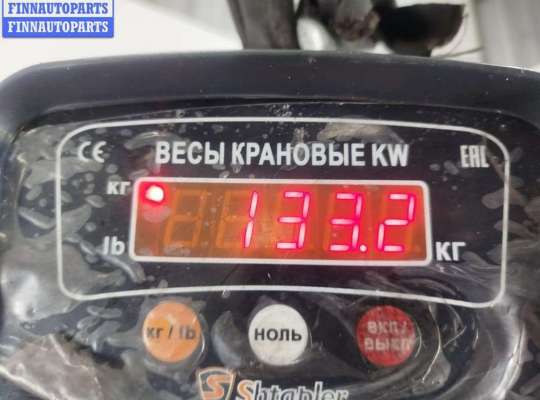 FINNAUTOPARTS
FINNAUTOPARTS
CE ВЕСЫ КРАНОВЫЕ KW EAC
кг
133.2
lb
КГ
кг / lb
НОЛЬ
ВКЛ/
ВЫКЛ
Shtapler